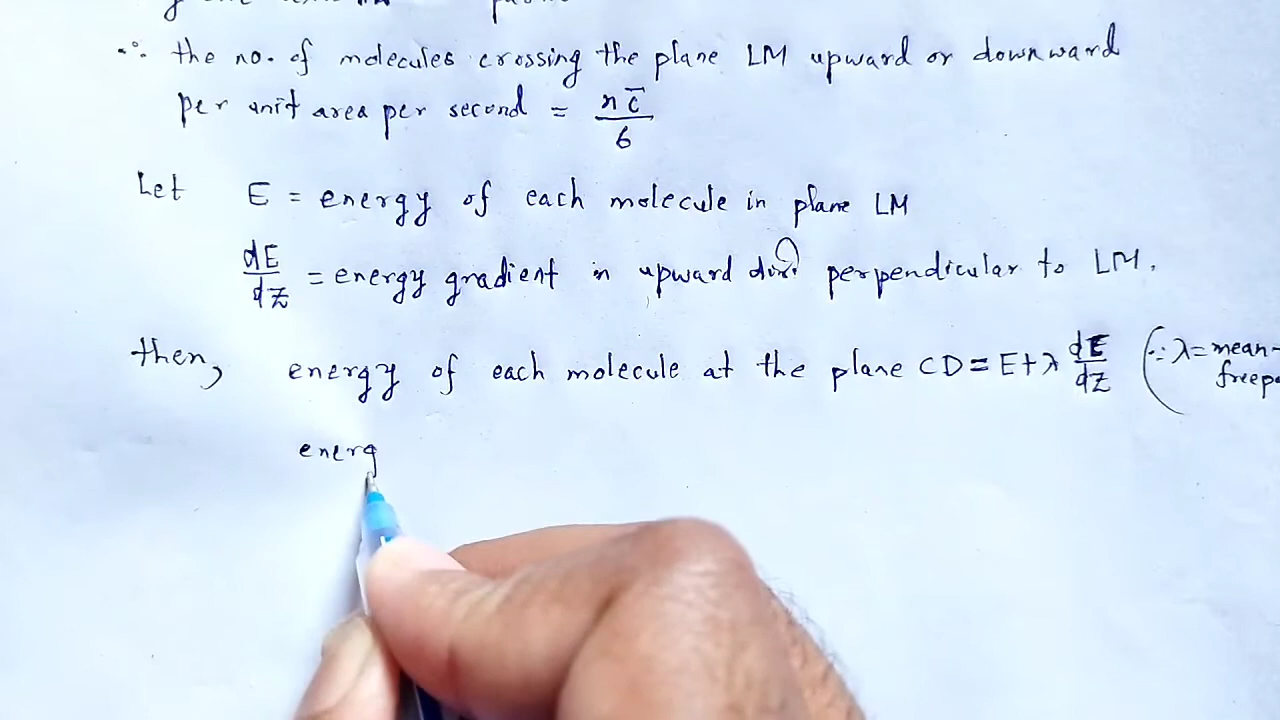 ∴ the no. of molecules crossing the plane LM upward or downward
per unit area per second = n c̄ / 6
Let E = energy of each molecule in plane LM
dE/dz = energy gradient in upward dirⁿ perpendicular to LM.
then, energy of each molecule at the plane CD = E + λ dE/dz (∵ λ = mean-
freep
energ